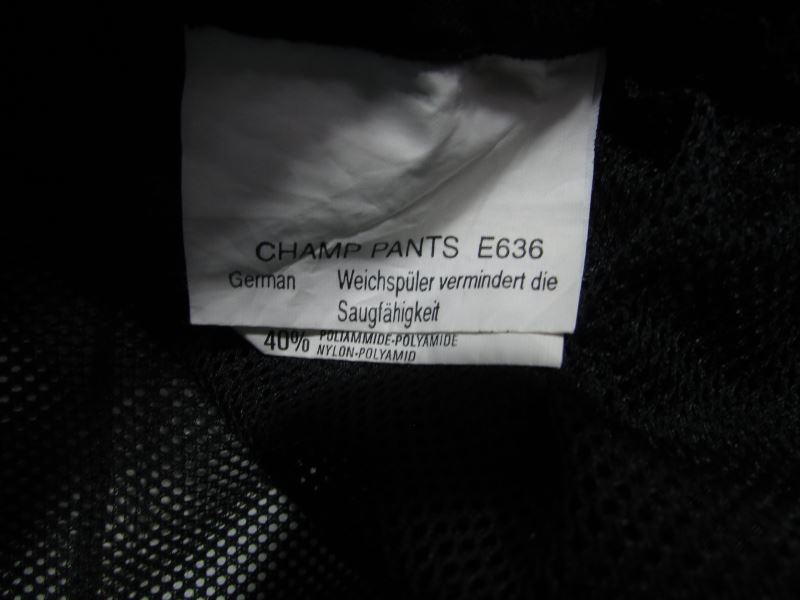 CHAMP PANTS E636
German Weichspüler vermindert die
Saugfähigkeit
40% POLIAMMIDE-POLYAMIDE
NYLON-POLYAMID